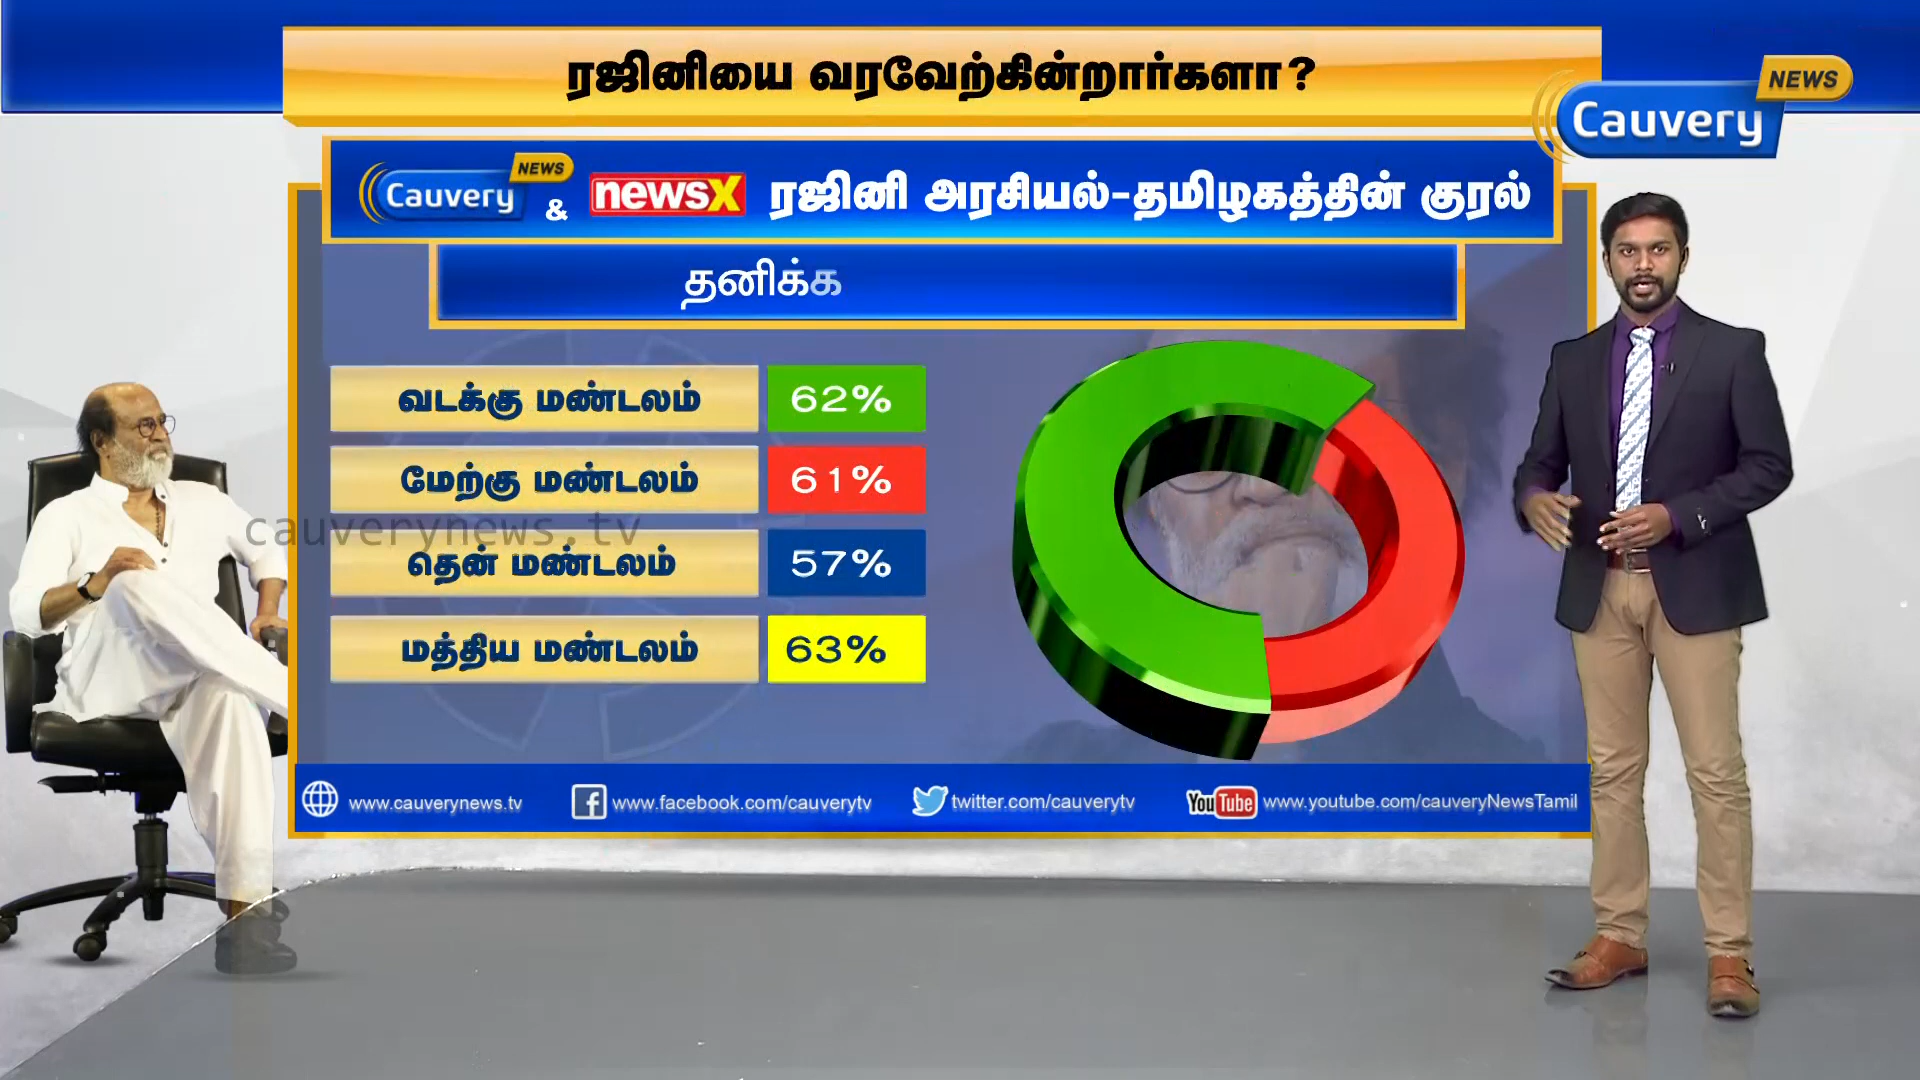 ரஜினியை வரவேற்கின்றார்களா?
Cauvery NEWS
Cauvery NEWS & newsX ரஜினி அரசியல்-தமிழகத்தின் குரல்
தனிக்க
வடக்கு மண்டலம் 62%
மேற்கு மண்டலம் 61%
cauverynews.tv
தென் மண்டலம் 57%
மத்திய மண்டலம் 63%
www.cauverynews.tv www.facebook.com/cauverytv twitter.com/cauverytv YouTube www.youtube.com/cauveryNewsTamil